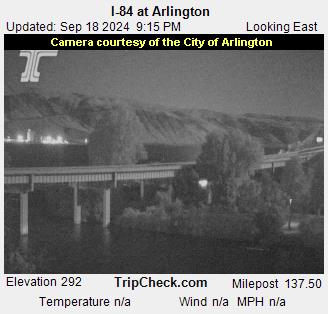 I-84 at Arlington
Updated: Sep 18 2024 9:15 PM Looking East
Camera courtesy of the City of Arlington
Elevation 292 TripCheck.com Milepost 137.50
Temperature n/a Wind n/a MPH n/a